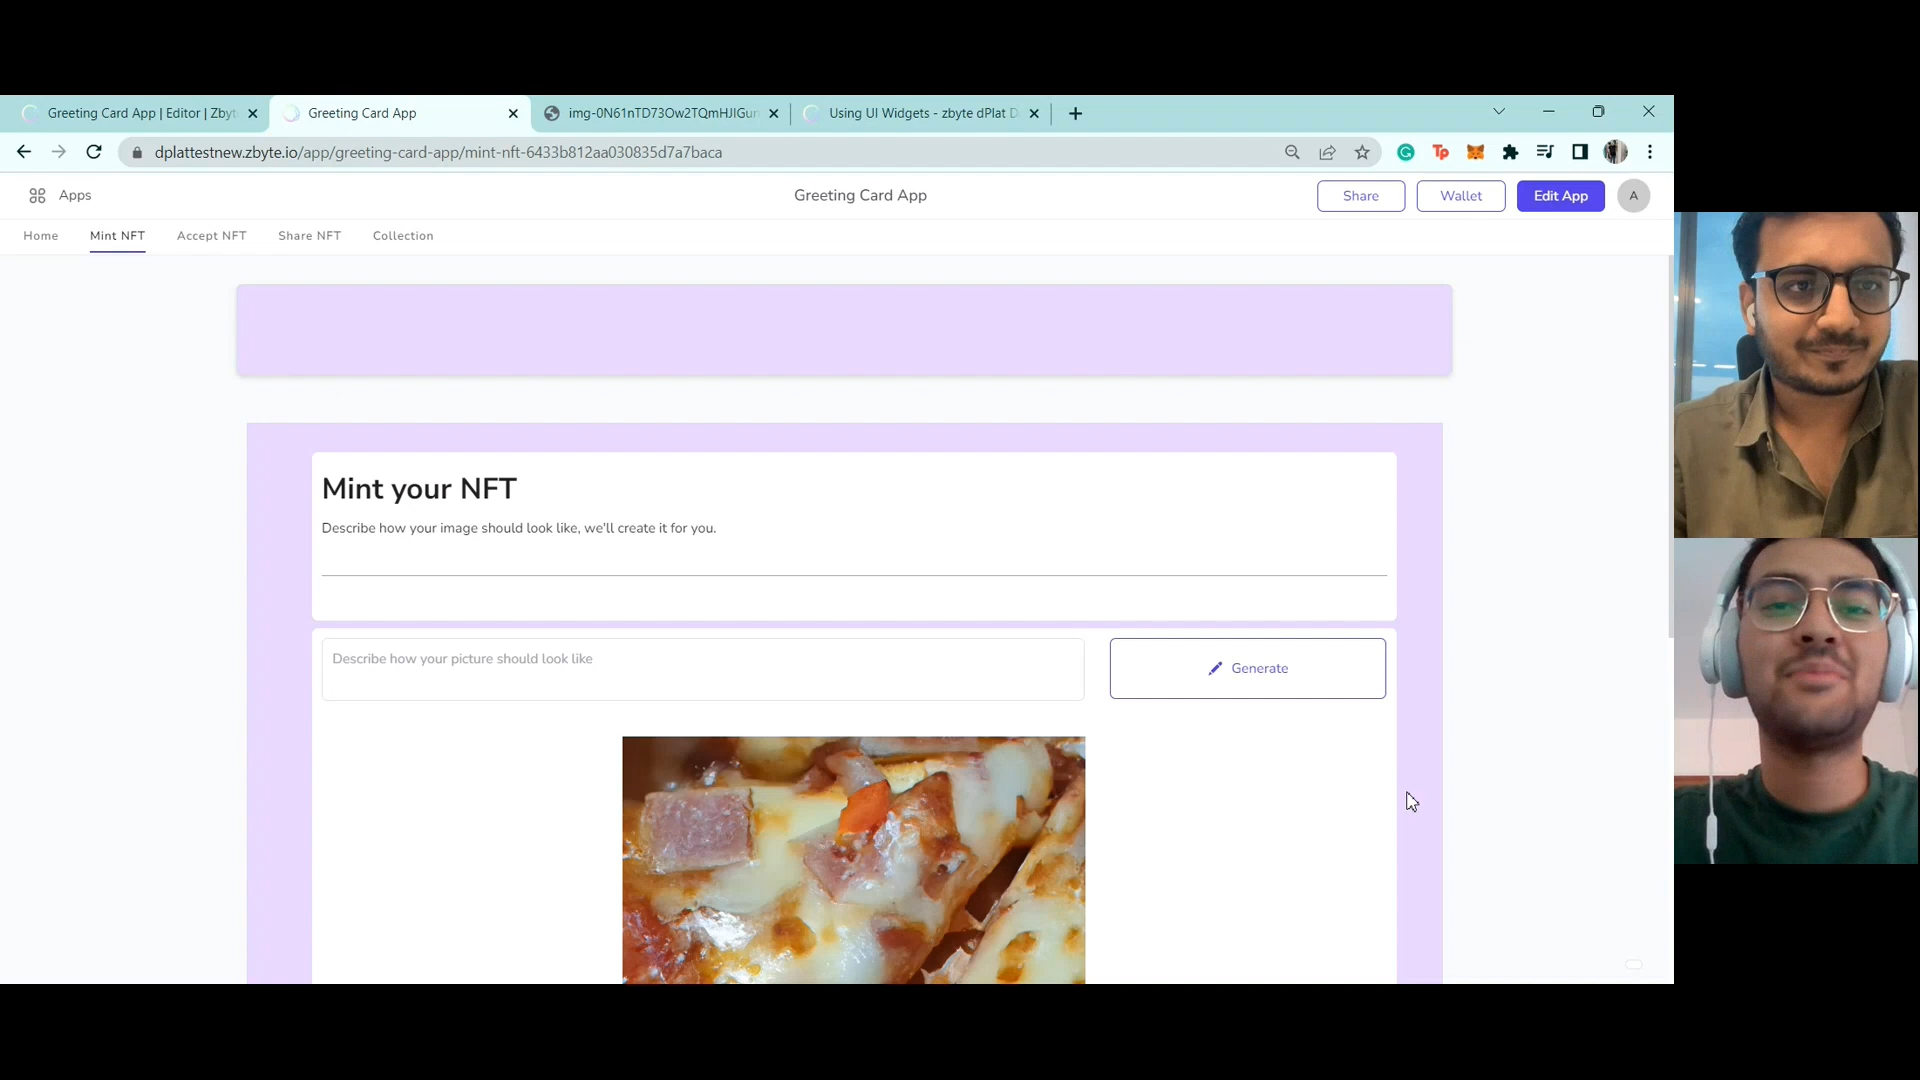 Greeting Card App | Editor | Zbyt
Greeting Card App
img-0N61nTD73Ow2TQmHJIGur
Using UI Widgets - zbyte dPlat D
dplattestnew.zbyte.io/app/greeting-card-app/mint-nft-6433b812aa030835d7a7baca
Apps
Greeting Card App
Share
Wallet
Edit App
A
Home
Mint NFT
Accept NFT
Share NFT
Collection
Mint your NFT
Describe how your image should look like, we'll create it for you.
Describe how your picture should look like
Generate